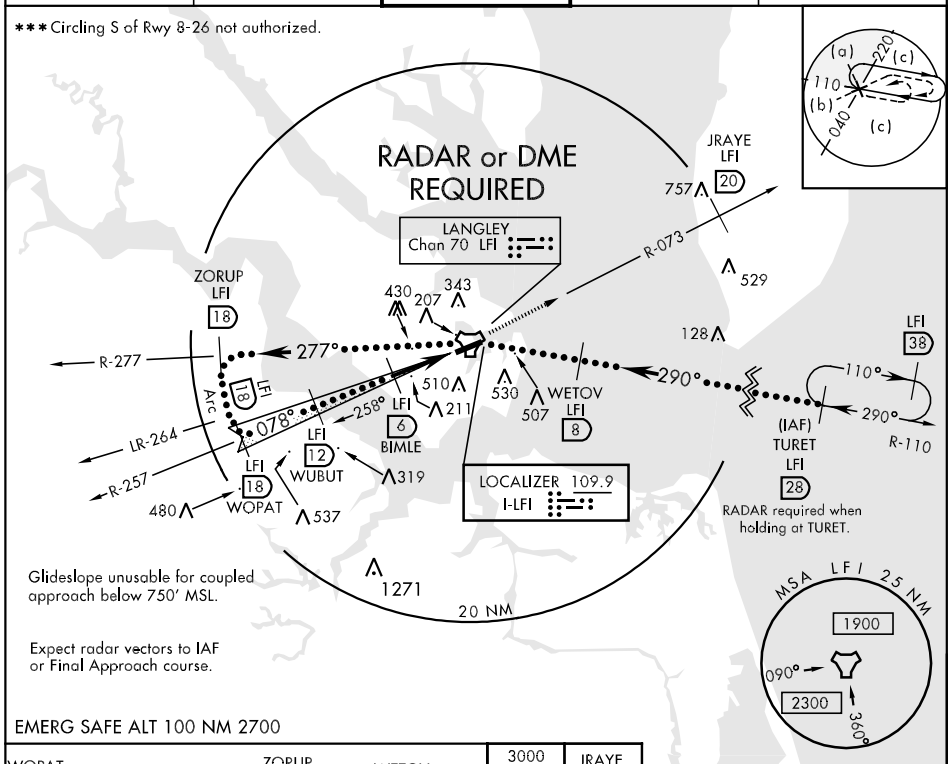 *** Circling S of Rwy 8-26 not authorized.
(a)
220
(c)
110
(b)
040
(c)
RADAR or DME
REQUIRED
JRAYE
LFI
20
757
LANGLEY
Chan 70 LFI
R-073
529
ZORUP
LFI
18
430
207
343
128
LFI
38
R-277
277°
290°
110°
290°
R-110
Arc
LFI
18
510
530
507
WETOV
LFI
8
(IAF)
TURET
LFI
28
RADAR required when
holding at TURET.
078°
258°
211
LFI
6
BIMLE
LR-264
R-257
LFI
12
WUBUT
319
LFI
18
WOPAT
480
537
LOCALIZER 109.9
I-LFI
1271
20 NM
Glideslope unusable for coupled
approach below 750' MSL.
Expect radar vectors to IAF
or Final Approach course.
MSA LFI 25 NM
1900
090°
2300
360°
EMERG SAFE ALT 100 NM 2700
WOPAT
ZORUP
3000
JRAYE